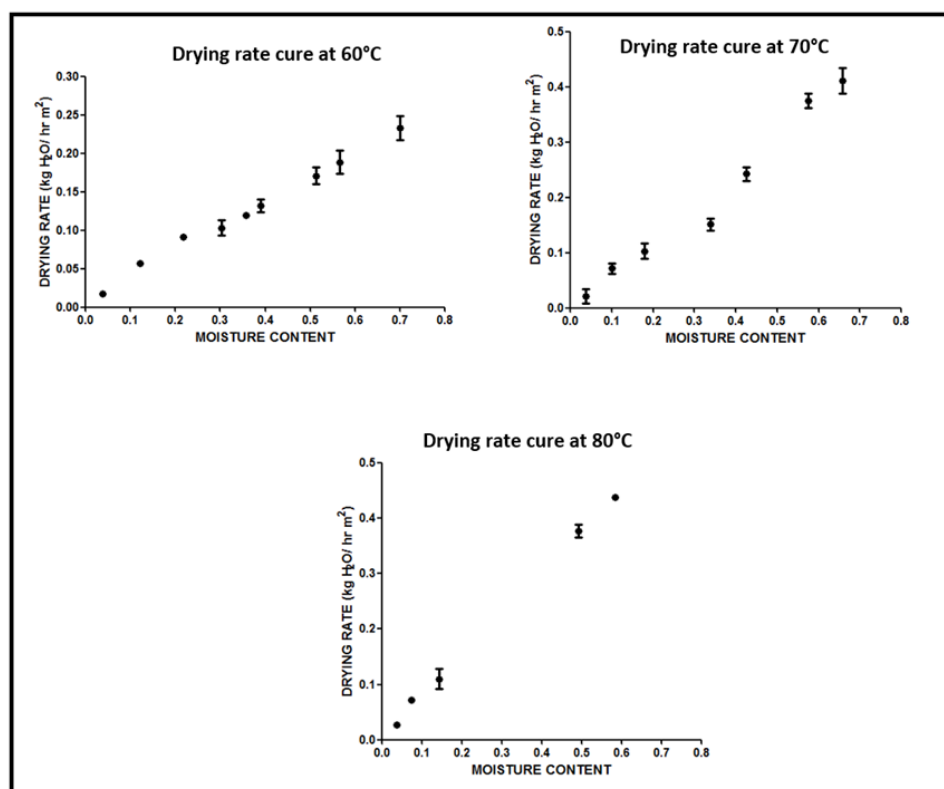 Drying rate cure at 60°C
0.30
0.25
0.20
0.15
0.10
0.05
0.00
DRYING RATE (kg H₂O/ hr m²)
0.0 0.1 0.2 0.3 0.4 0.5 0.6 0.7 0.8
MOISTURE CONTENT
Drying rate cure at 70°C
0.5
0.4
0.3
0.2
0.1
0.0
DRYING RATE (kg H₂O/ hr m²)
0.0 0.1 0.2 0.3 0.4 0.5 0.6 0.7 0.8
MOISTURE CONTENT
Drying rate cure at 80°C
0.5
0.4
0.3
0.2
0.1
0.0
DRYING RATE (kg H₂O/ hr m²)
0.0 0.1 0.2 0.3 0.4 0.5 0.6 0.7 0.8
MOISTURE CONTENT